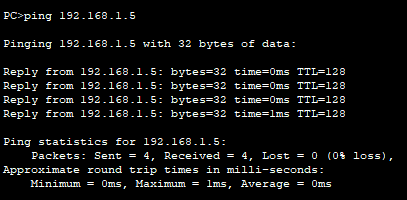 PC>ping 192.168.1.5
Pinging 192.168.1.5 with 32 bytes of data:
Reply from 192.168.1.5: bytes=32 time=0ms TTL=128
Reply from 192.168.1.5: bytes=32 time=0ms TTL=128
Reply from 192.168.1.5: bytes=32 time=0ms TTL=128
Reply from 192.168.1.5: bytes=32 time=1ms TTL=128
Ping statistics for 192.168.1.5:
    Packets: Sent = 4, Received = 4, Lost = 0 (0% loss),
Approximate round trip times in milli-seconds:
    Minimum = 0ms, Maximum = 1ms, Average = 0ms